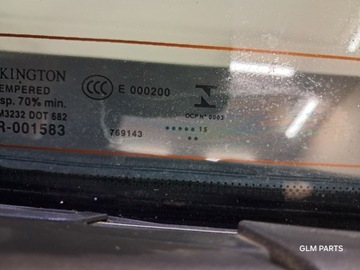 KINGTON
EMPERED
sp. 70% min.
M3232 DOT 682
R-001583
CCC E 000200
OCP N° 0003
769143
15
GLM PARTS